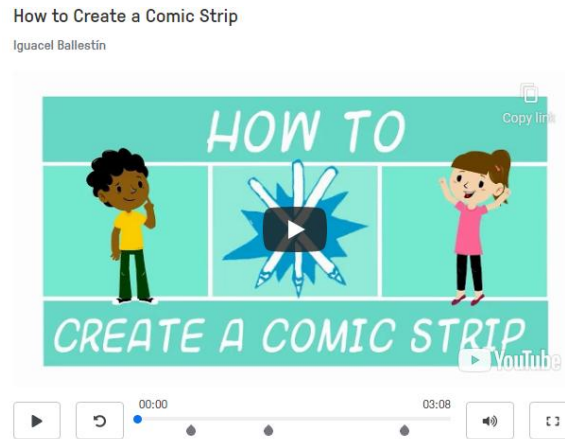 How to Create a Comic Strip
Iguacel Ballestín
Copy link
HOW TO
CREATE A COMIC STRIP
YouTube
00:00 03:08